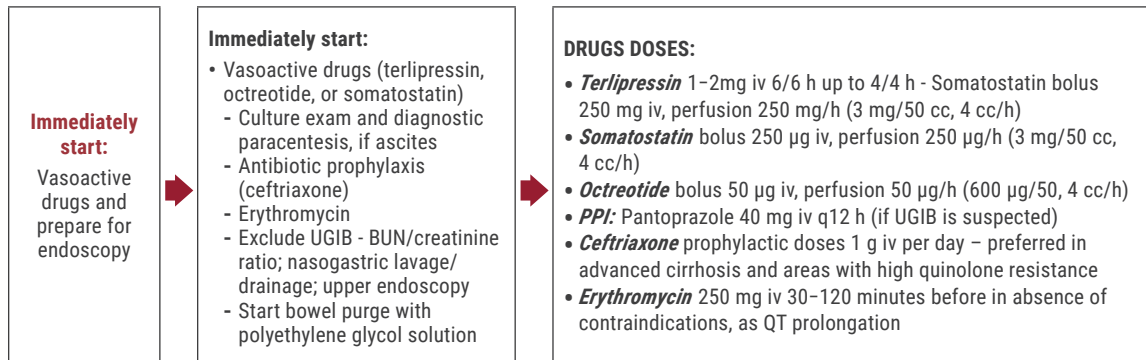 Immediately
start:
Vasoactive
drugs and
prepare for
endoscopy
Immediately start:
• Vasoactive drugs (terlipressin,
octreotide, or somatostatin)
- Culture exam and diagnostic
paracentesis, if ascites
- Antibiotic prophylaxis
(ceftriaxone)
- Erythromycin
- Exclude UGIB - BUN/creatinine
ratio; nasogastric lavage/
drainage; upper endoscopy
- Start bowel purge with
polyethylene glycol solution
DRUGS DOSES:
• Terlipressin 1–2mg iv 6/6 h up to 4/4 h - Somatostatin bolus
250 mg iv, perfusion 250 mg/h (3 mg/50 cc, 4 cc/h)
• Somatostatin bolus 250 µg iv, perfusion 250 µg/h (3 mg/50 cc,
4 cc/h)
• Octreotide bolus 50 µg iv, perfusion 50 µg/h (600 µg/50, 4 cc/h)
• PPI: Pantoprazole 40 mg iv q12 h (if UGIB is suspected)
• Ceftriaxone prophylactic doses 1 g iv per day – preferred in
advanced cirrhosis and areas with high quinolone resistance
• Erythromycin 250 mg iv 30–120 minutes before in absence of
contraindications, as QT prolongation